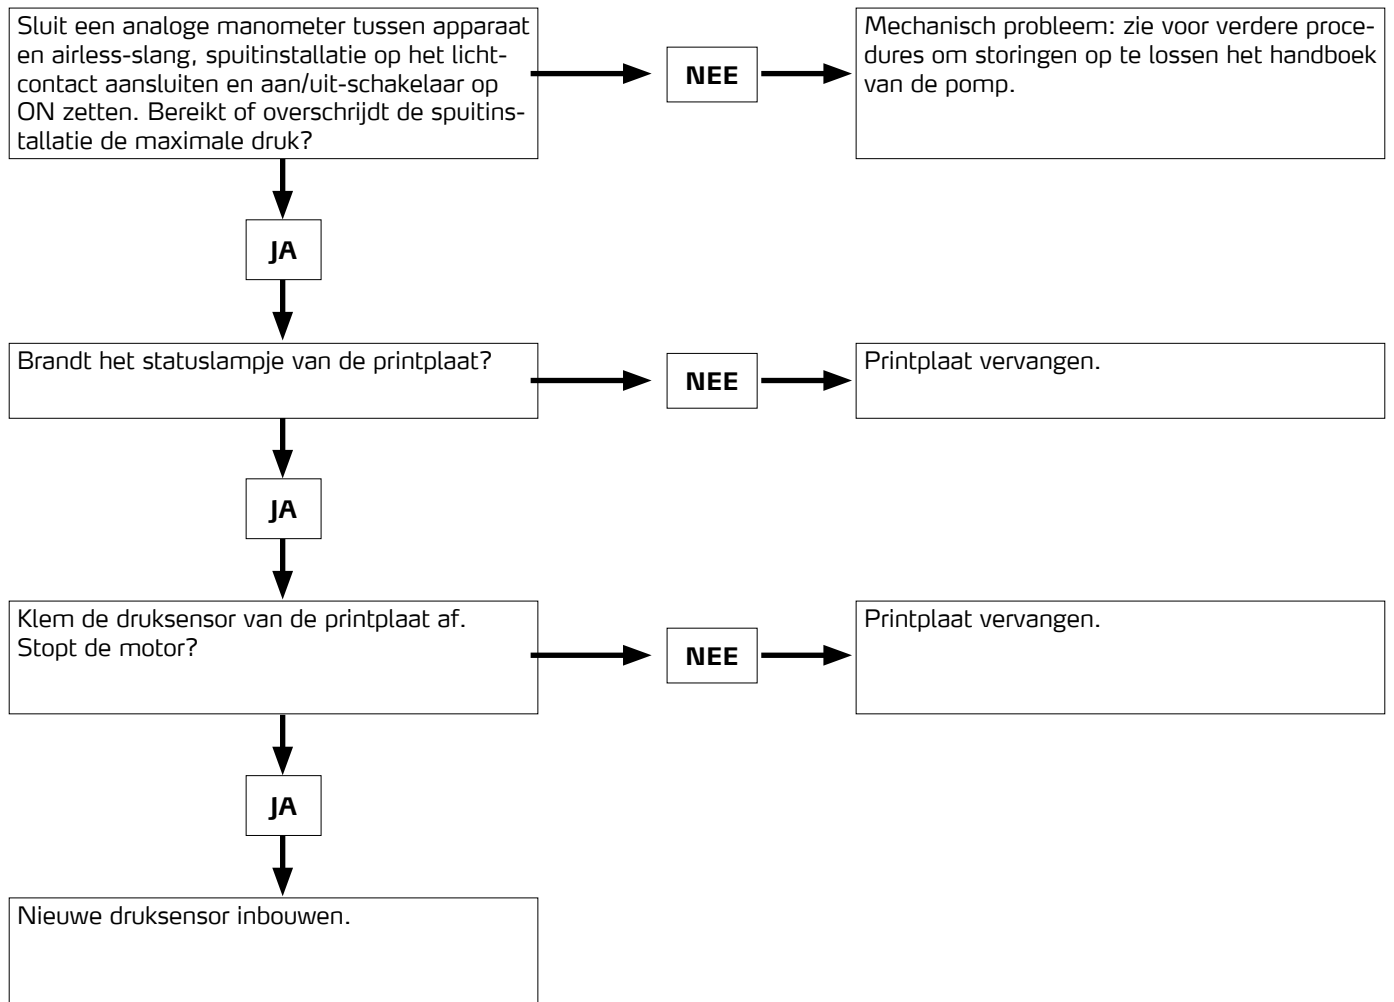 Sluit een analoge manometer tussen apparaat
en airless-slang, spuitinstallatie op het licht-
contact aansluiten en aan/uit-schakelaar op
ON zetten. Bereikt of overschrijdt de spuitins-
tallatie de maximale druk?
NEE
Mechanisch probleem: zie voor verdere proce-
dures om storingen op te lossen het handboek
van de pomp.
JA
Brandt het statuslampje van de printplaat?
NEE
Printplaat vervangen.
JA
Klem de druksensor van de printplaat af.
Stopt de motor?
NEE
Printplaat vervangen.
JA
Nieuwe druksensor inbouwen.